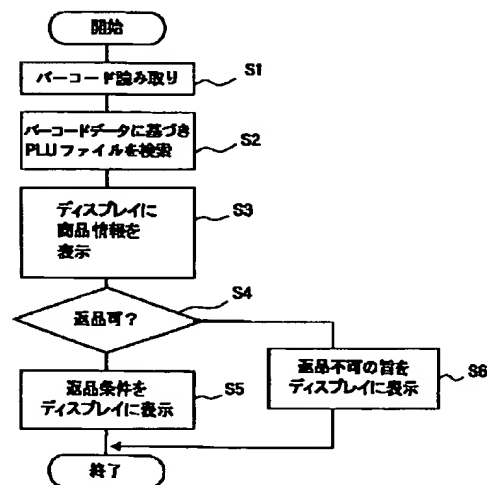 開始
バーコード読み取り
S1
バーコードデータに基づき
PLUファイルを検索
S2
ディスプレイに
商品情報を
表示
S3
返品可？
S4
返品条件を
ディスプレイに表示
S5
返品不可の旨を
ディスプレイに表示
S6
終了